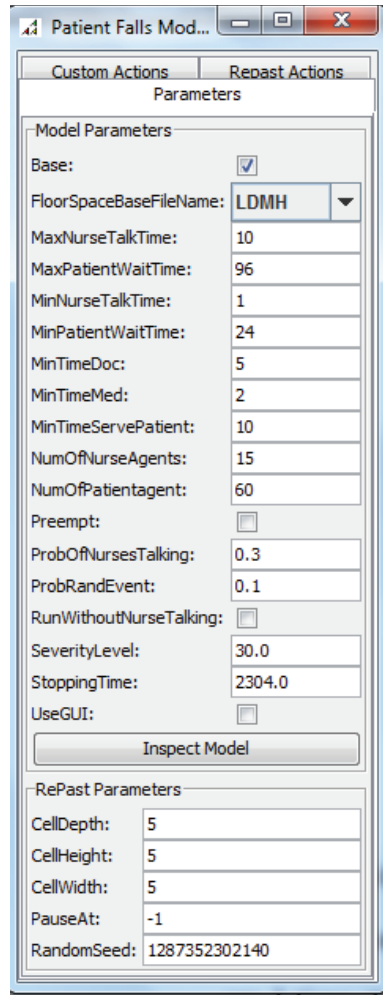 Patient Falls Mod...
Custom Actions Repast Actions
Parameters
Model Parameters
Base:
FloorSpaceBaseFileName: LDMH
MaxNurseTalkTime: 10
MaxPatientWaitTime: 96
MinNurseTalkTime: 1
MinPatientWaitTime: 24
MinTimeDoc: 5
MinTimeMed: 2
MinTimeServePatient: 10
NumOfNurseAgents: 15
NumOfPatientagent: 60
Preempt:
ProbOfNursesTalking: 0.3
ProbRandEvent: 0.1
RunWithoutNurseTalking:
SeverityLevel: 30.0
StoppingTime: 2304.0
UseGUI:
Inspect Model
RePast Parameters
CellDepth: 5
CellHeight: 5
CellWidth: 5
PauseAt: -1
RandomSeed: 1287352302140